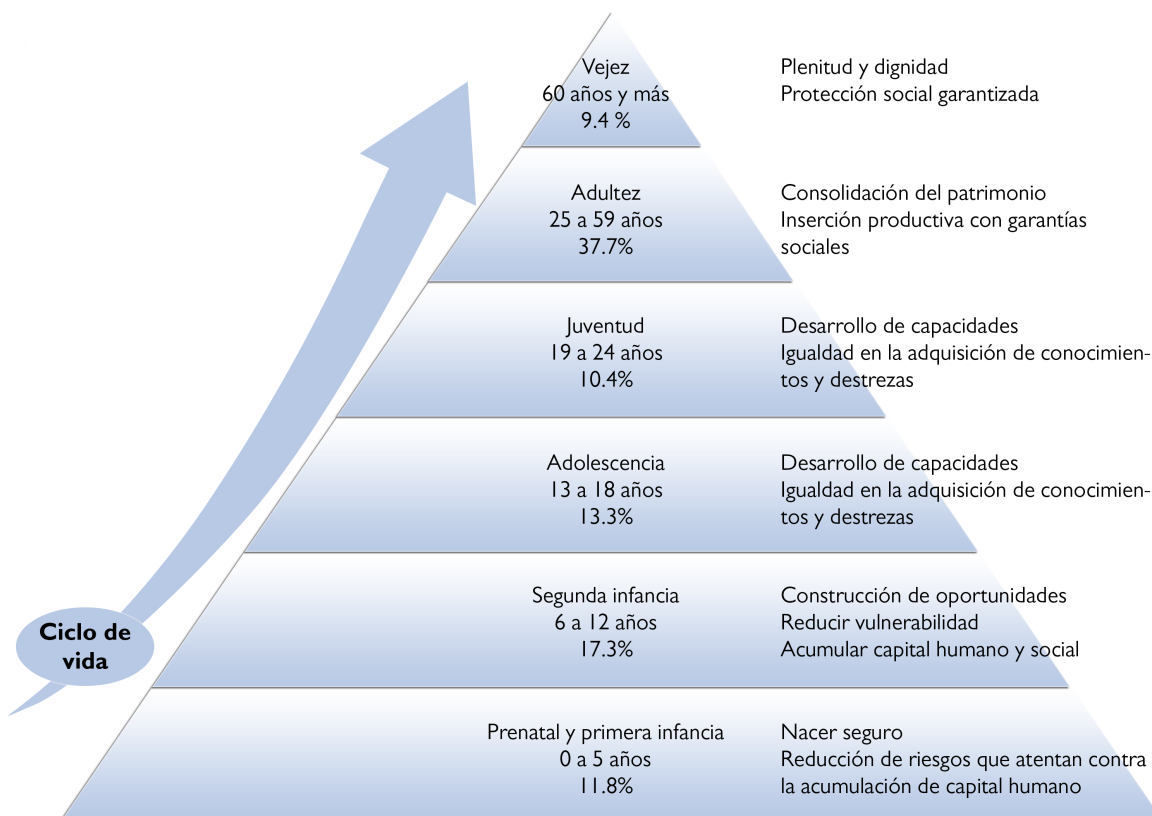 Vejez
60 años y más
9.4 %
Plenitud y dignidad
Protección social garantizada
Adultez
25 a 59 años
37.7%
Consolidación del patrimonio
Inserción productiva con garantías
sociales
Juventud
19 a 24 años
10.4%
Desarrollo de capacidades
Igualdad en la adquisición de conocimien-
tos y destrezas
Adolescencia
13 a 18 años
13.3%
Desarrollo de capacidades
Igualdad en la adquisición de conocimien-
tos y destrezas
Segunda infancia
6 a 12 años
17.3%
Construcción de oportunidades
Reducir vulnerabilidad
Acumular capital humano y social
Ciclo de
vida
Prenatal y primera infancia
0 a 5 años
11.8%
Nacer seguro
Reducción de riesgos que atentan contra
la acumulación de capital humano